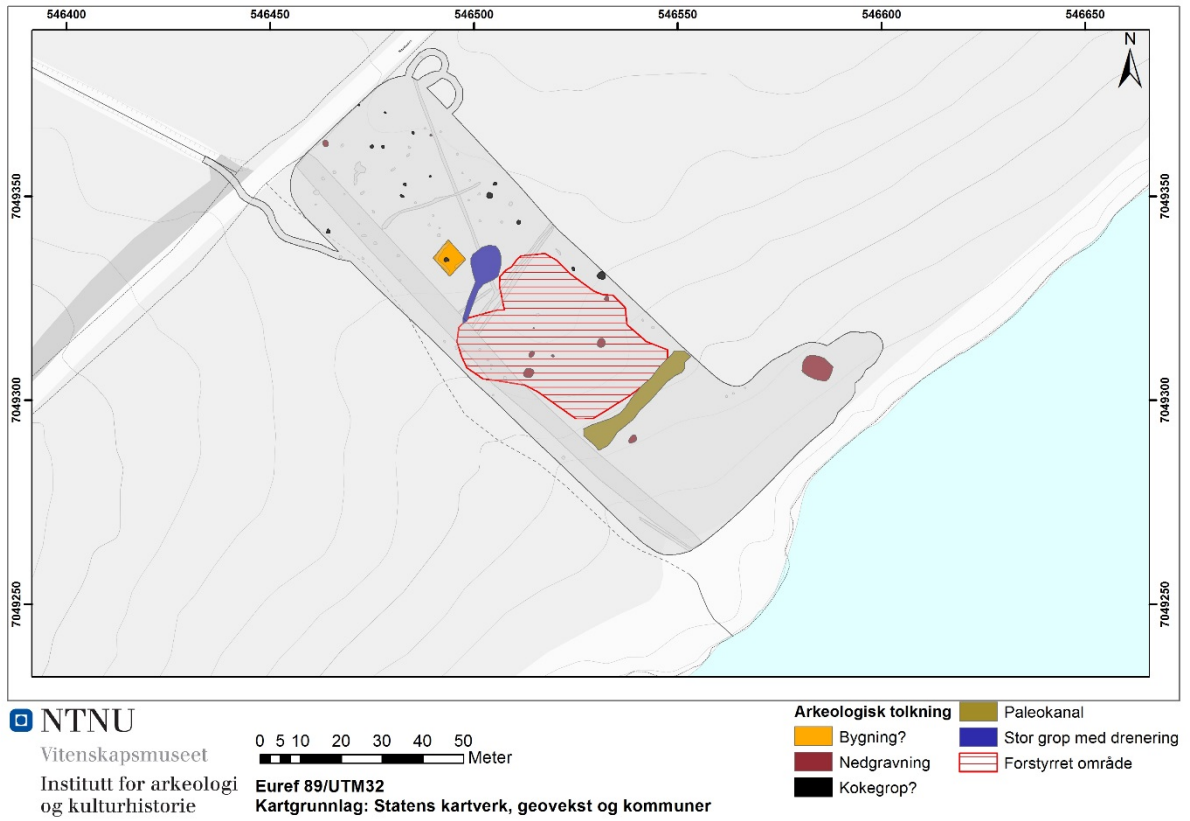 546400 546450 546500 546550 546600 546650
N
7049350 7049350
7049300 7049300
7049250 7049250
NTNU
Vitenskapsmuseet
Institutt for arkeologi
og kulturhistorie
0 5 10 20 30 40 50
Meter
Euref 89/UTM32
Kartgrunnlag: Statens kartverk, geovekst og kommuner
Arkeologisk tolkning
Bygning?
Nedgravning
Kokegrop?
Paleokanal
Stor grop med drenering
Forstyrret område